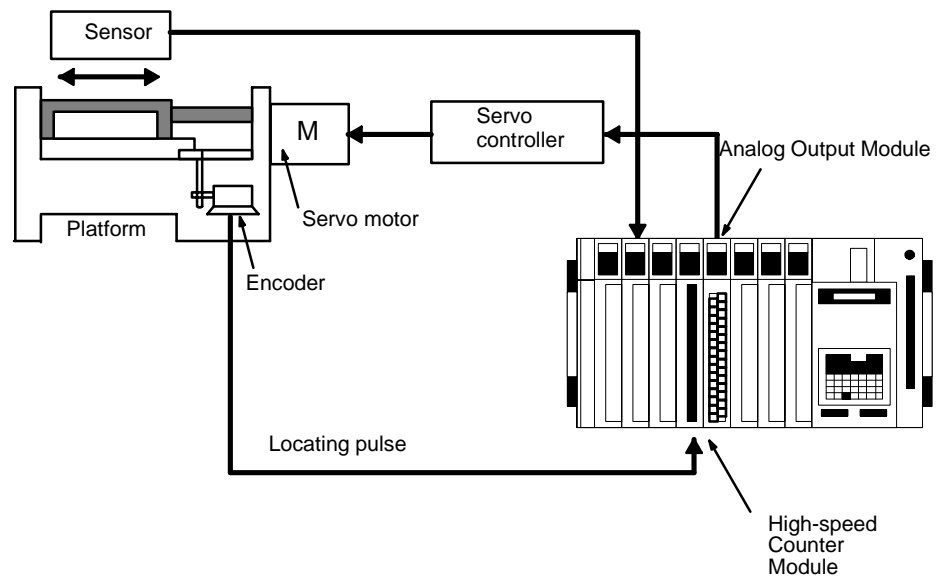 Sensor
M
Servo
controller
Analog Output Module
Servo motor
Platform
Encoder
Locating pulse
High-speed
Counter
Module